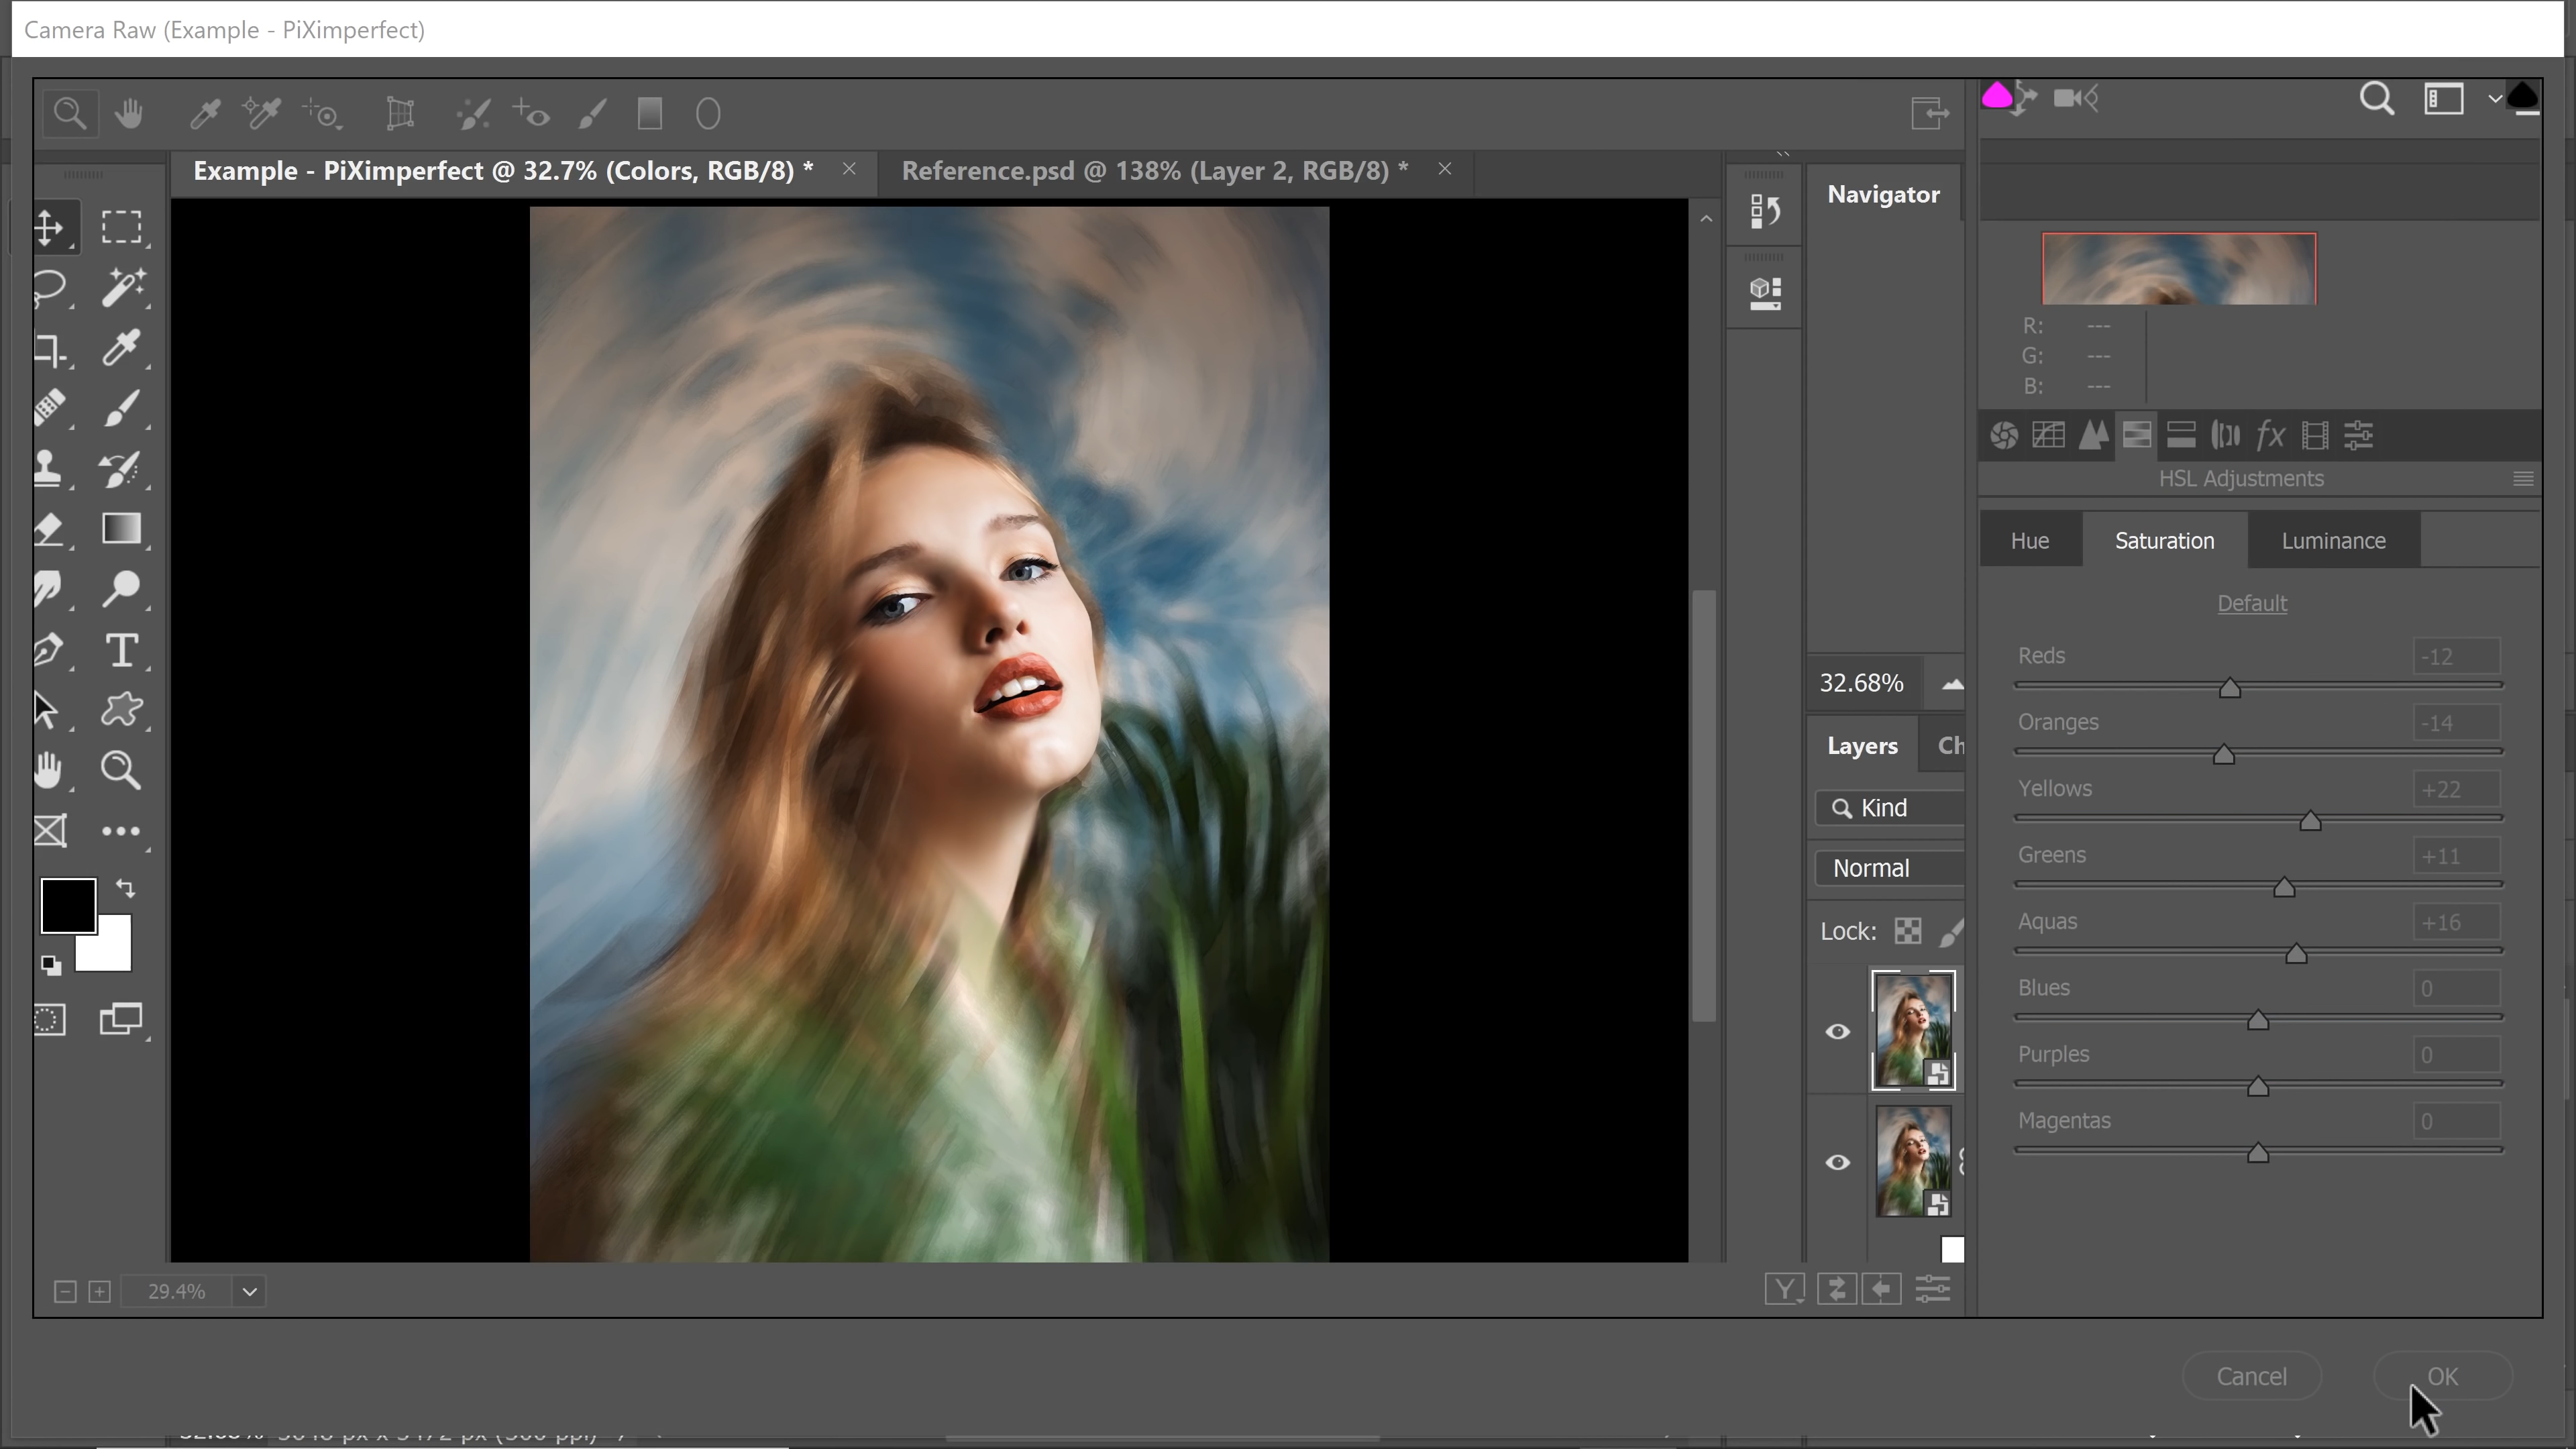 Camera Raw (Example - PiXimperfect)
Example - PiXimperfect @ 32.7% (Colors, RGB/8) *
Reference.psd @ 138% (Layer 2, RGB/8) *
Navigator
R: ---
G: ---
B: ---
fx
HSL Adjustments
Hue Saturation Luminance
Default
Reds -12
32.68%
Oranges -14
Layers Ch
Yellows +22
Kind
Greens +11
Normal
Aquas +16
Lock:
Blues 0
Purples 0
Magentas 0
29.4%
Y
Cancel OK